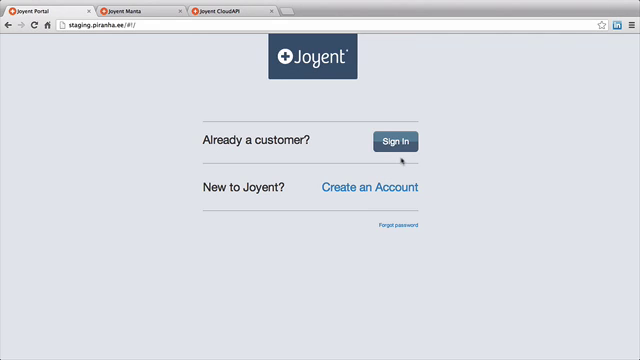 Joyent Portal
Joyent Manta
Joyent CloudAPI
staging.piranha.ee/#!/
in
Joyent
Already a customer?
Sign In
New to Joyent?
Create an Account
Forgot password